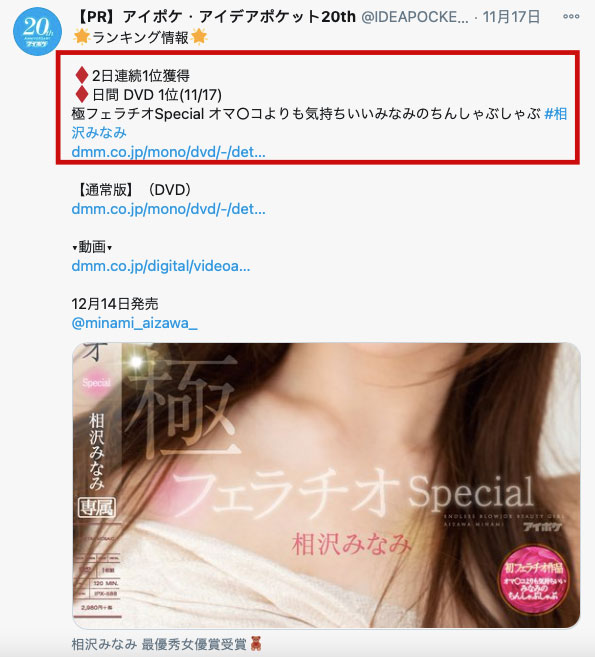 20th
アイポケ
【PR】アイポケ・アイデアポケット20th @IDEAPOCKE... · 11月17日
🌟ランキング情報🌟
♦️2日連続1位獲得
♦️日間 DVD 1位(11/17)
極フェラチオSpecial オマ〇コよりも気持ちいいみなみのちんしゃぶしゃぶ #相
沢みなみ
dmm.co.jp/mono/dvd/-/det...
【通常版】（DVD）
dmm.co.jp/mono/dvd/-/det...
▾動画▾
dmm.co.jp/digital/videoa...
12月14日発売
@minami_aizawa_
オ
Special
相沢みなみ
専属
120 MIN.
2,980円+税
極
フェラチオSpecial
ENDLESS BLOWJOB BEAUTY GIRL
AIZAWA MINAMI
アイポケ
相沢みなみ
初フェラチオ作品
オマ〇コよりも気持ちいい
みなみの
ちんしゃぶしゃぶ
相沢みなみ 最優秀女優賞受賞🧸